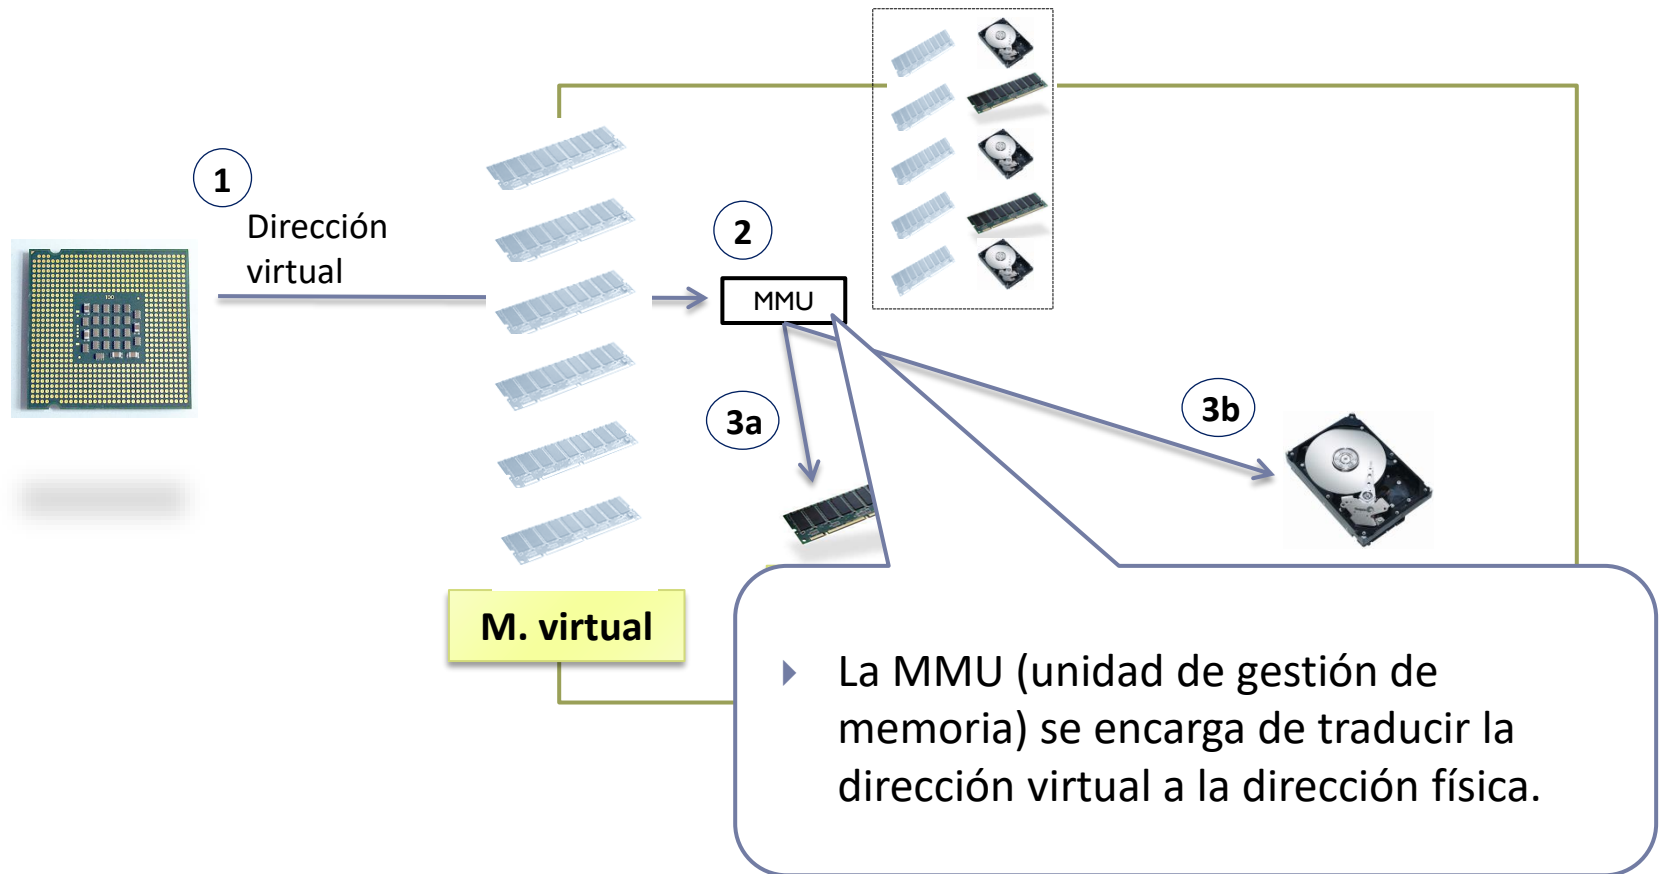 1
Dirección
virtual
2
MMU
3a
3b
M. virtual
La MMU (unidad de gestión de
memoria) se encarga de traducir la
dirección virtual a la dirección física.